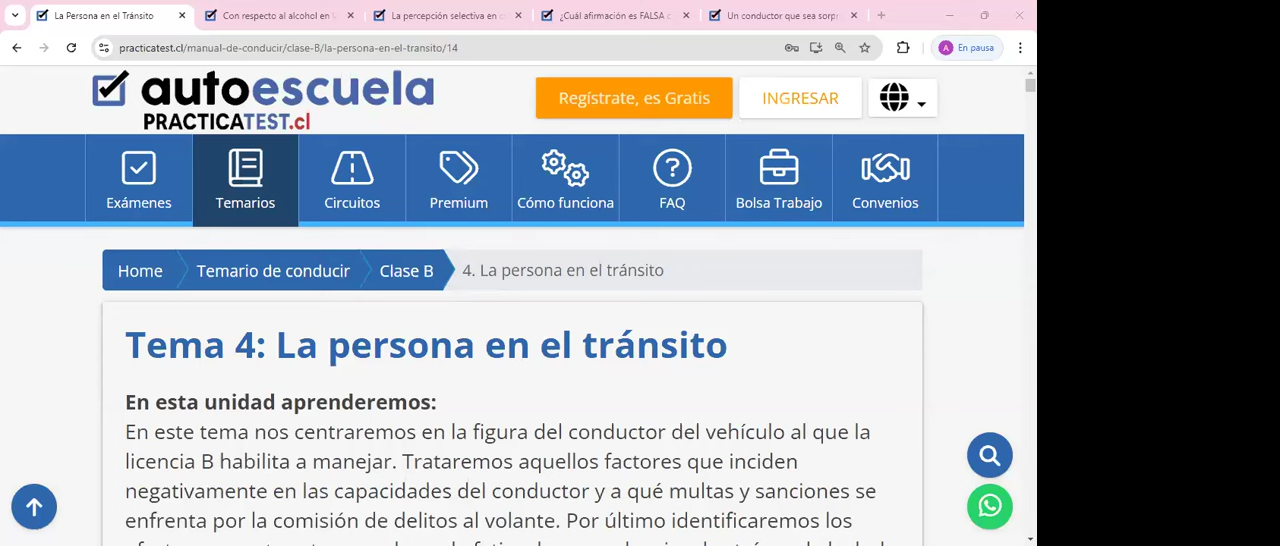 La Persona en el Tránsito
Con respecto al alcohol en l
La percepción selectiva en c
¿Cuál afirmación es FALSA c
Un conductor que sea sorpr
practicatest.cl/manual-de-conducir/clase-B/la-persona-en-el-transito/14
A En pausa
autoescuela
PRACTICATEST.cl
Regístrate, es Gratis
INGRESAR
Exámenes
Temarios
Circuitos
Premium
Cómo funciona
FAQ
Bolsa Trabajo
Convenios
Home
Temario de conducir
Clase B
4. La persona en el tránsito
Tema 4: La persona en el tránsito
En esta unidad aprenderemos:
En este tema nos centraremos en la figura del conductor del vehículo al que la
licencia B habilita a manejar. Trataremos aquellos factores que inciden
negativamente en las capacidades del conductor y a qué multas y sanciones se
enfrenta por la comisión de delitos al volante. Por último identificaremos los